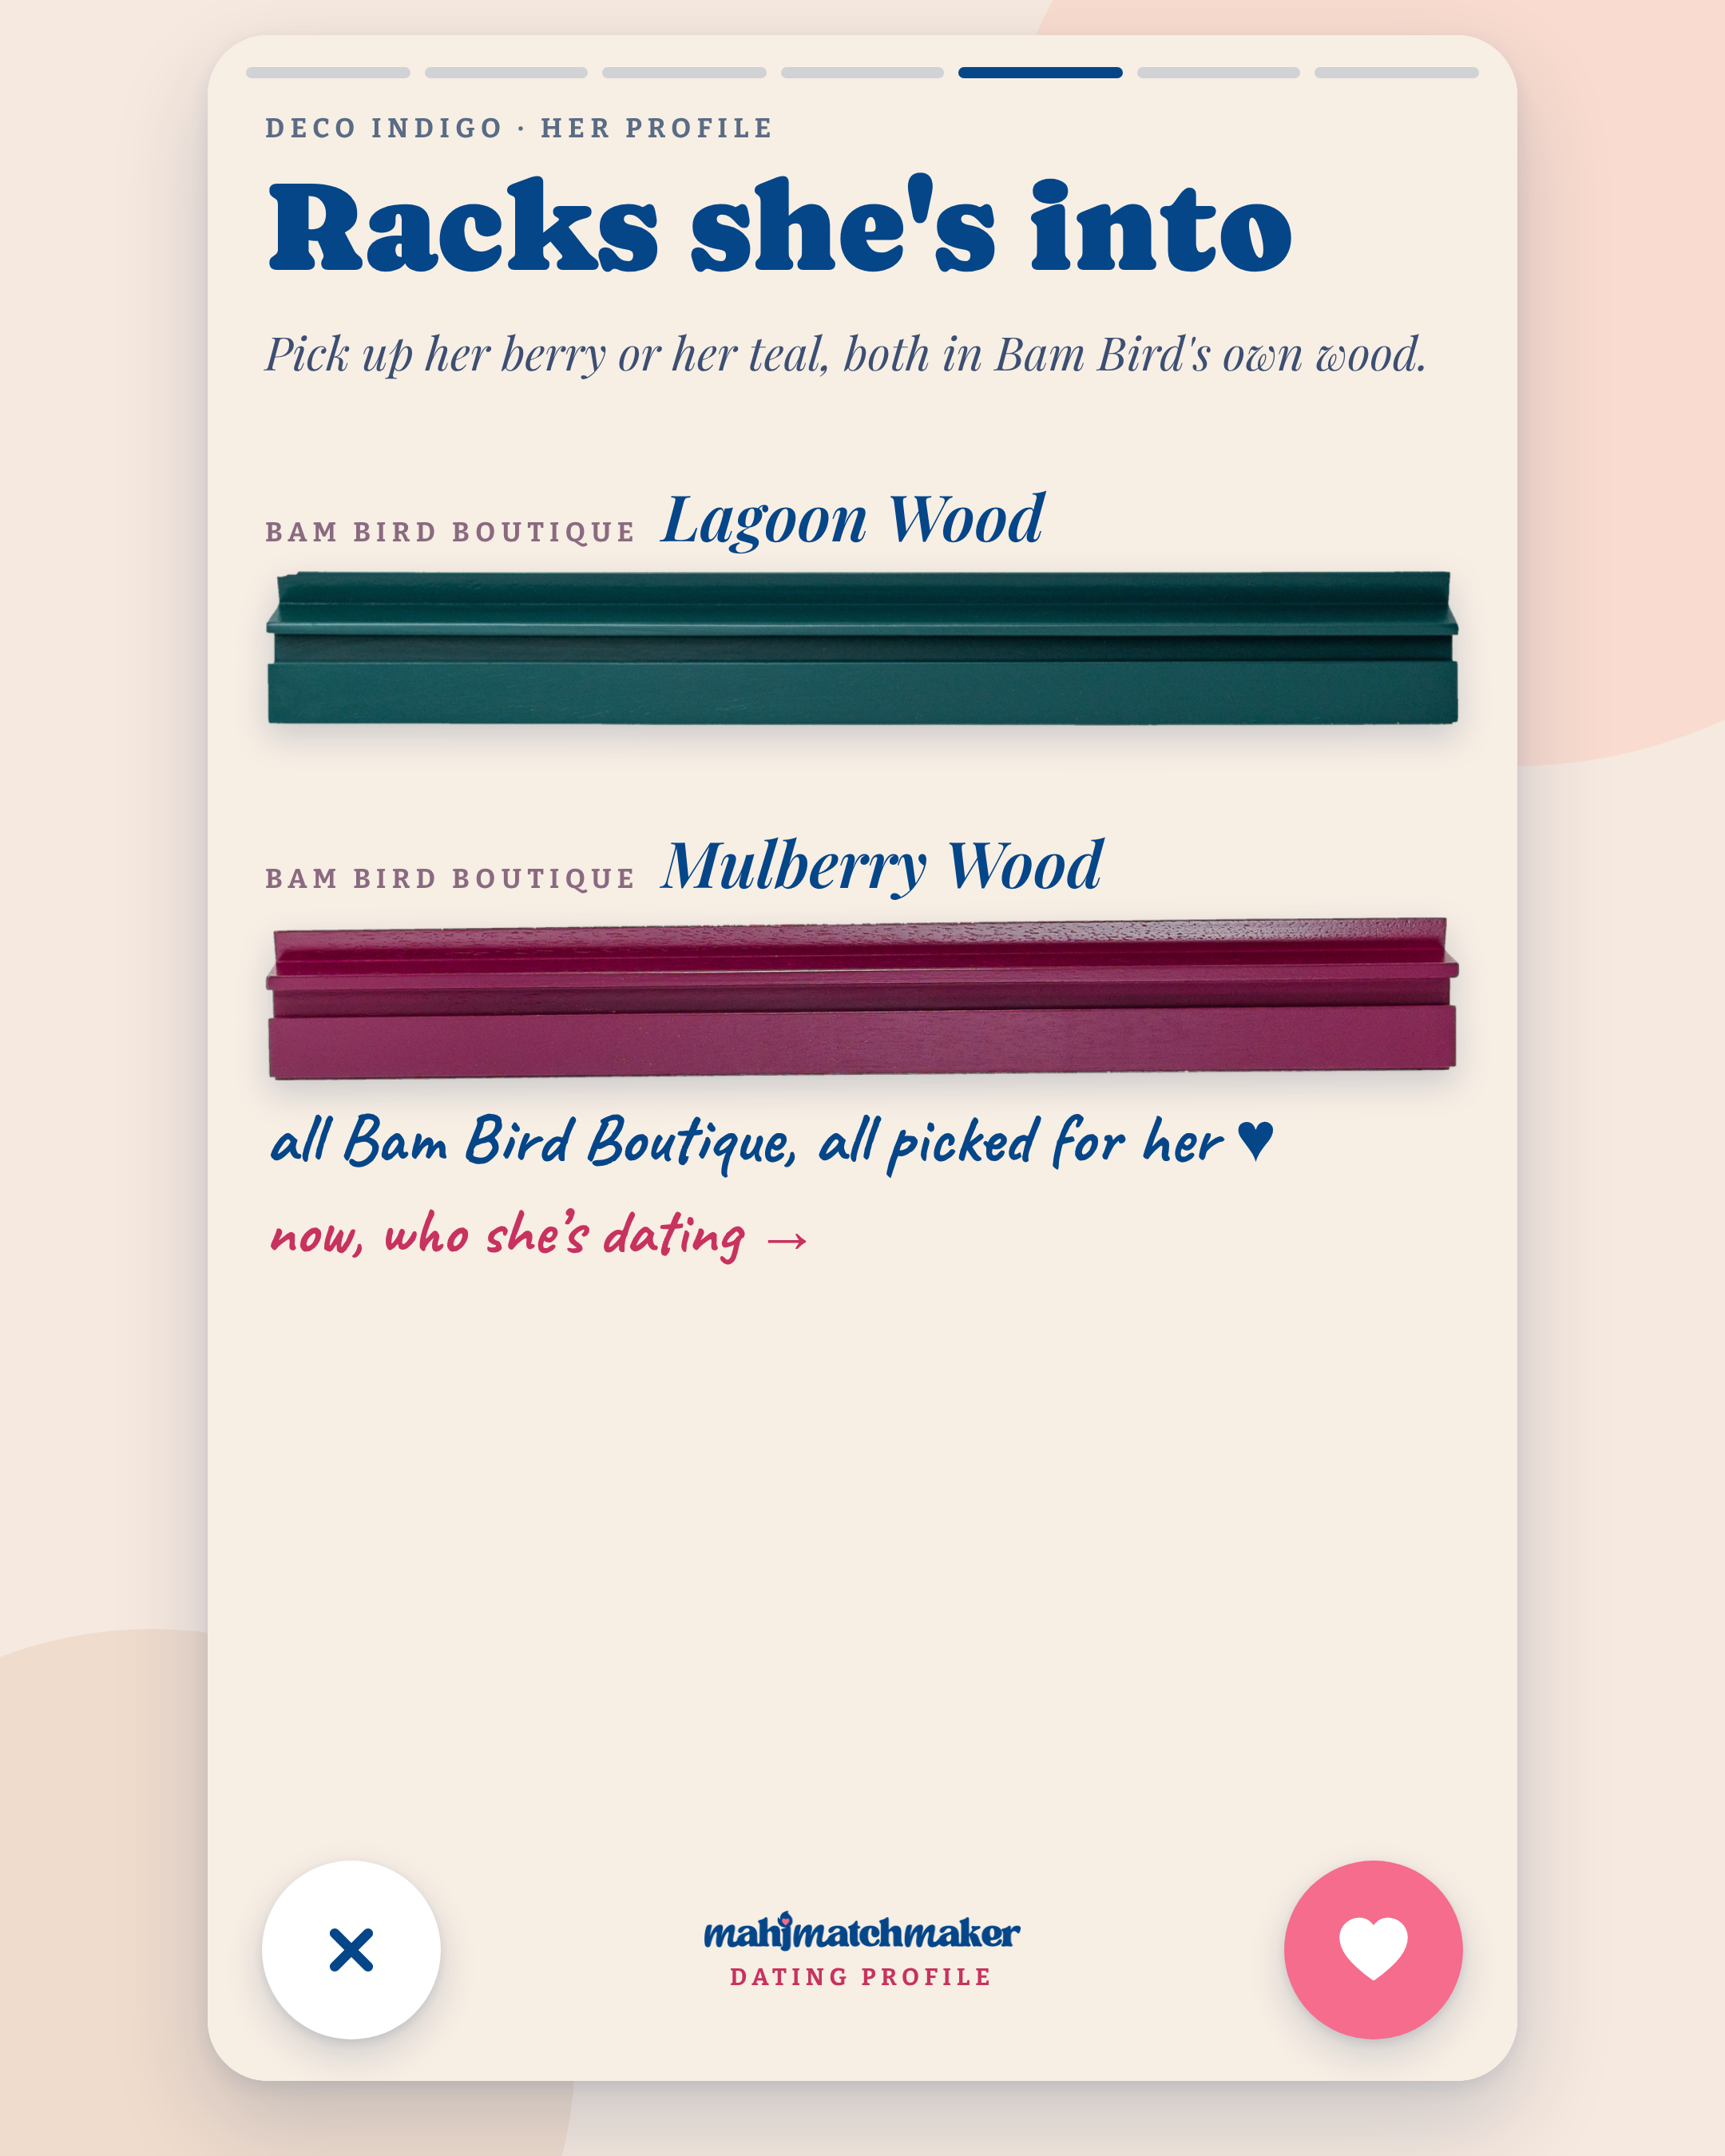 DECO INDIGO · HER PROFILE
Racks she's into
Pick up her berry or her teal, both in Bam Bird's own wood.
BAM BIRD BOUTIQUE Lagoon Wood
BAM BIRD BOUTIQUE Mulberry Wood
all Bam Bird Boutique, all picked for her ♥
now, who she’s dating →
mahjmatchmaker
DATING PROFILE